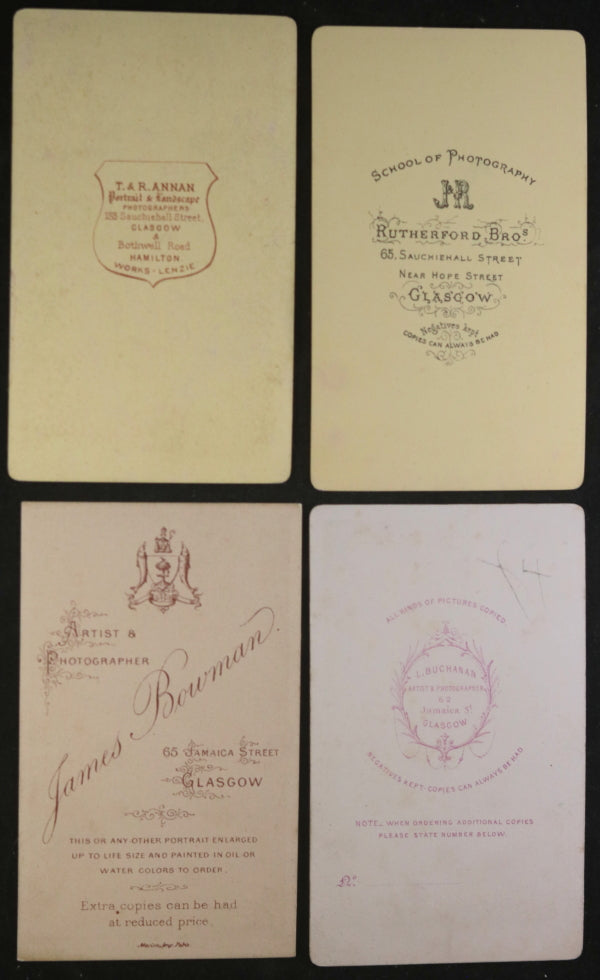 T. & R. ANNAN
Portrait & Landscape
PHOTOGRAPHERS
153 Sauchiehall Street,
GLASGOW
&
Bothwell Road
HAMILTON
WORKS - LENZIE
SCHOOL OF PHOTOGRAPHY
J&R
RUTHERFORD BROS
65, SAUCHIEHALL STREET
NEAR HOPE STREET
GLASGOW
Negatives kept
COPIES CAN ALWAYS BE HAD
ARTIST &
PHOTOGRAPHER
James Bowman.
65 JAMAICA STREET
GLASGOW
THIS OR ANY OTHER PORTRAIT ENLARGED
UP TO LIFE SIZE AND PAINTED IN OIL OR
WATER COLORS TO ORDER.
Extra copies can be had
at reduced price.
Marion, Imp. Paris.
ALL KINDS OF PICTURES COPIED.
L. BUCHANAN
ARTIST & PHOTOGRAPHER
62
Jamaica St
GLASGOW
NEGATIVES KEPT: COPIES CAN ALWAYS BE HAD
NOTE_ WHEN ORDERING ADDITIONAL COPIES
PLEASE STATE NUMBER BELOW.
No.